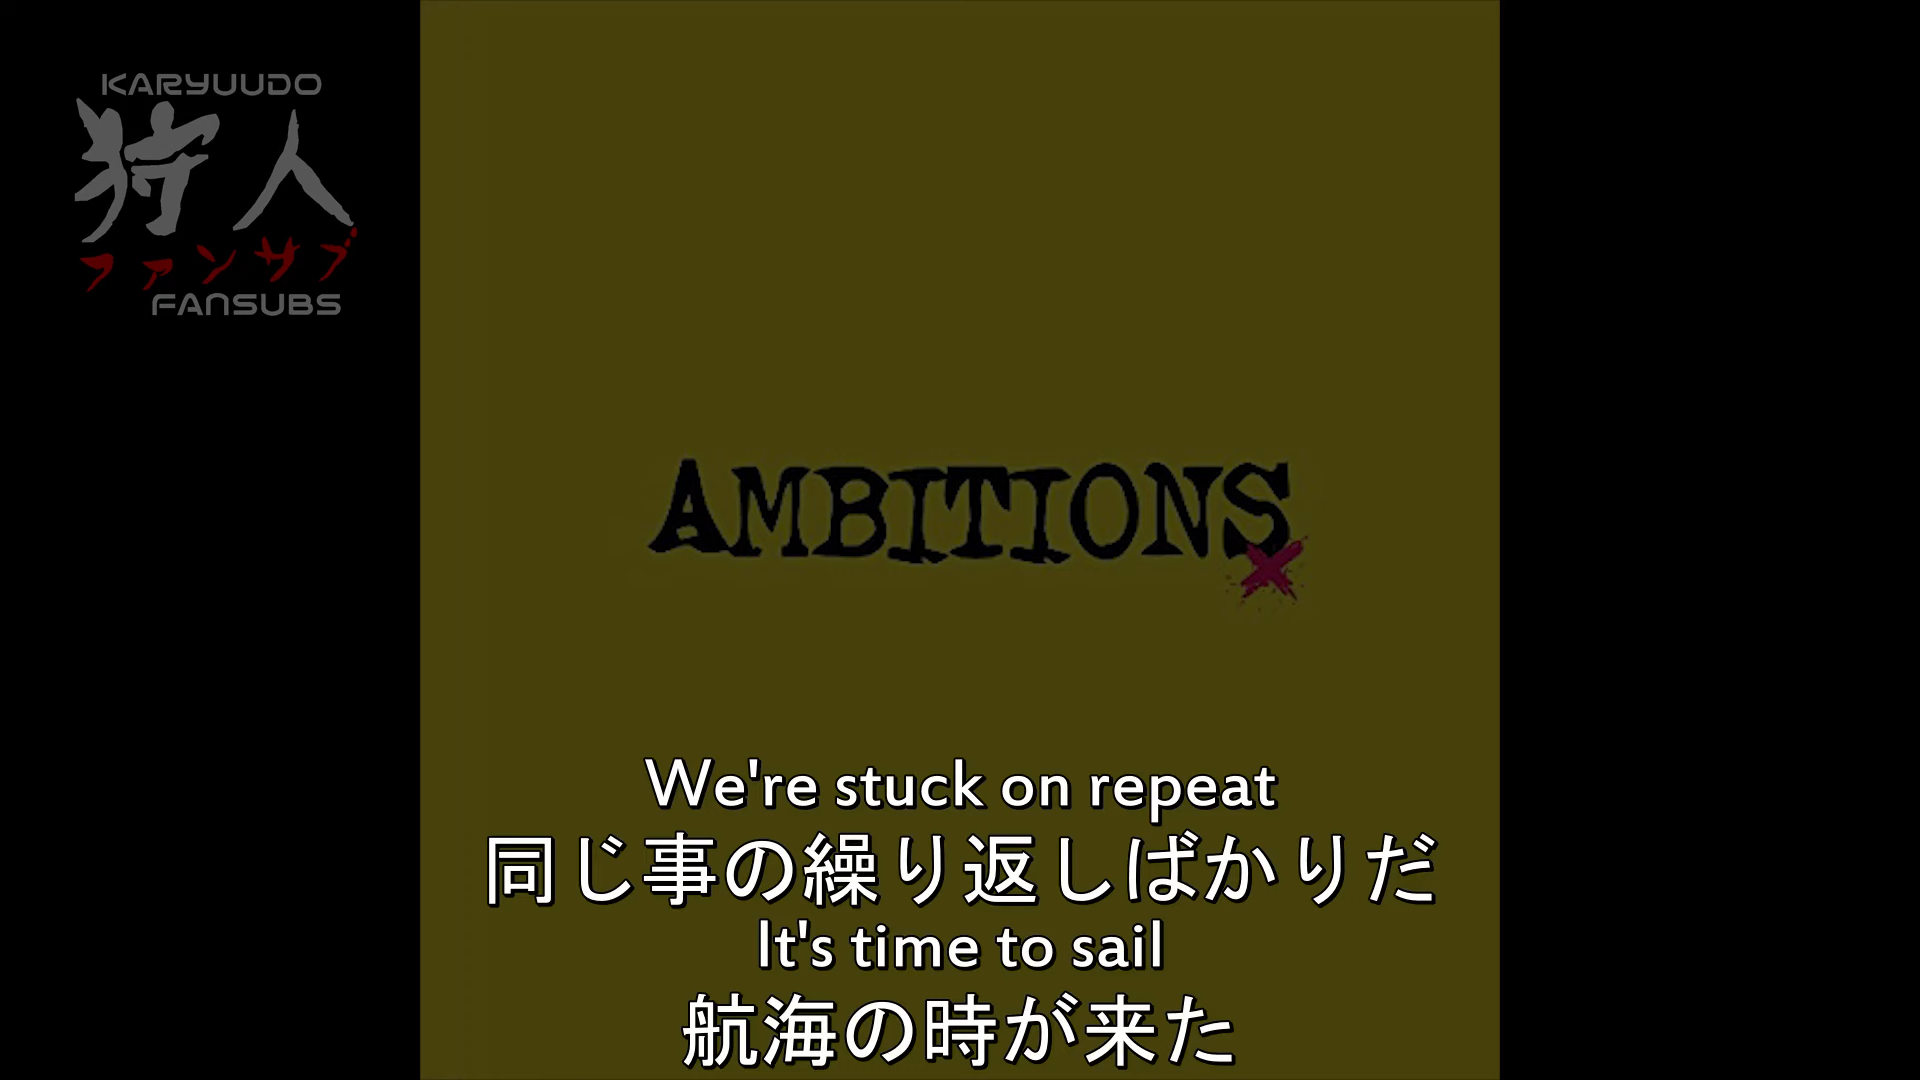 KARYUUDO
狩人
ファンサブ
FANSUBS
AMBITIONS
We're stuck on repeat
同じ事の繰り返しばかりだ
It's time to sail
航海の時が来た